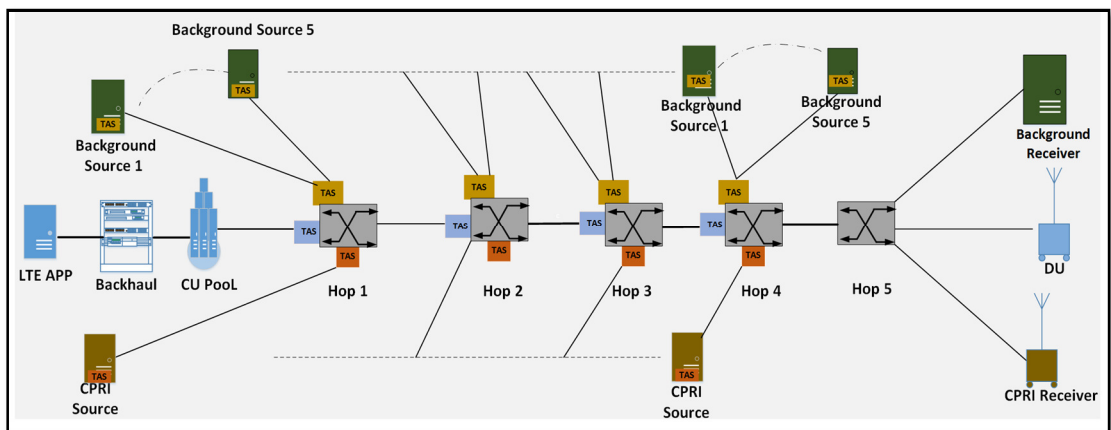 Background Source 5
TAS
Background
Source 1
TAS
Background
Source 1
TAS
Background
Source 5
TAS
Background
Receiver
TAS
TAS
TAS
TAS
TAS
TAS
TAS
TAS
TAS
TAS
TAS
TAS
LTE APP
Backhaul
CU PooL
Hop 1
Hop 2
Hop 3
Hop 4
Hop 5
DU
TAS
CPRI
Source
TAS
CPRI
Source
CPRI Receiver